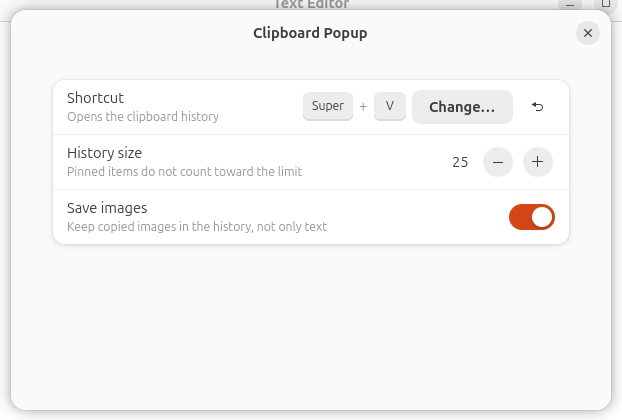 Text Editor
Clipboard Popup
Shortcut
Opens the clipboard history
Super + V Change...
History size
Pinned items do not count toward the limit
25
Save images
Keep copied images in the history, not only text